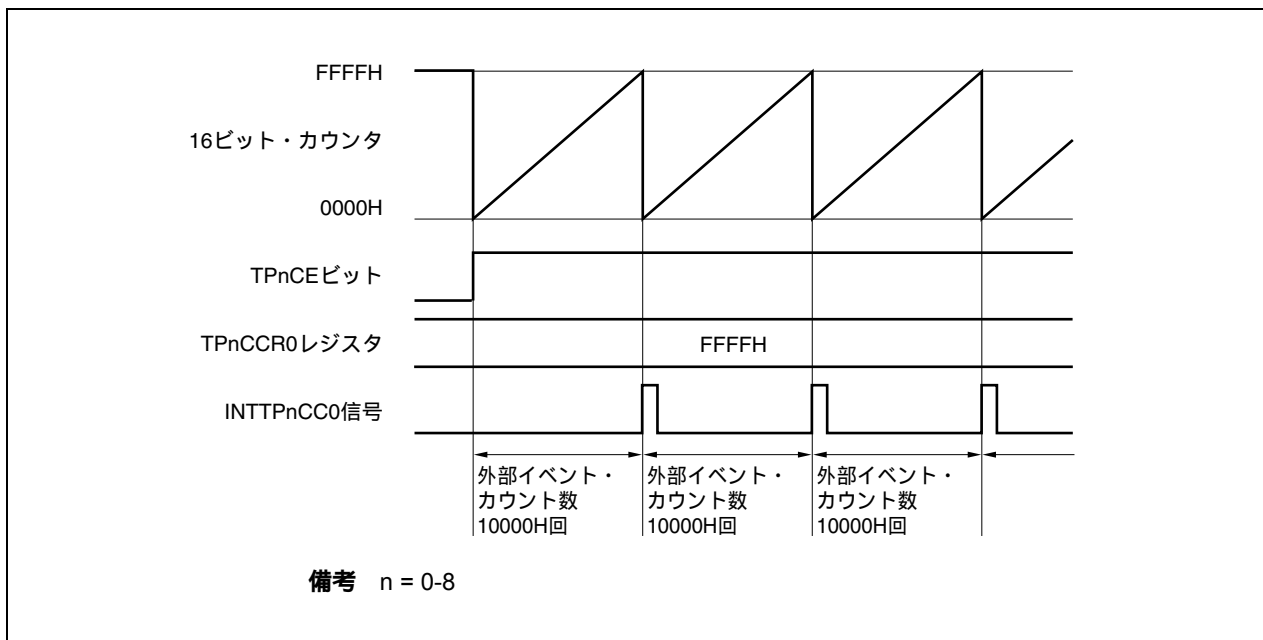 FFFFH
16ビット・カウンタ
0000H
TPnCEビット
TPnCCR0レジスタ
FFFFH
INTTPnCC0信号
外部イベント・
カウント数
10000H回
外部イベント・
カウント数
10000H回
外部イベント・
カウント数
10000H回
備考 n = 0-8